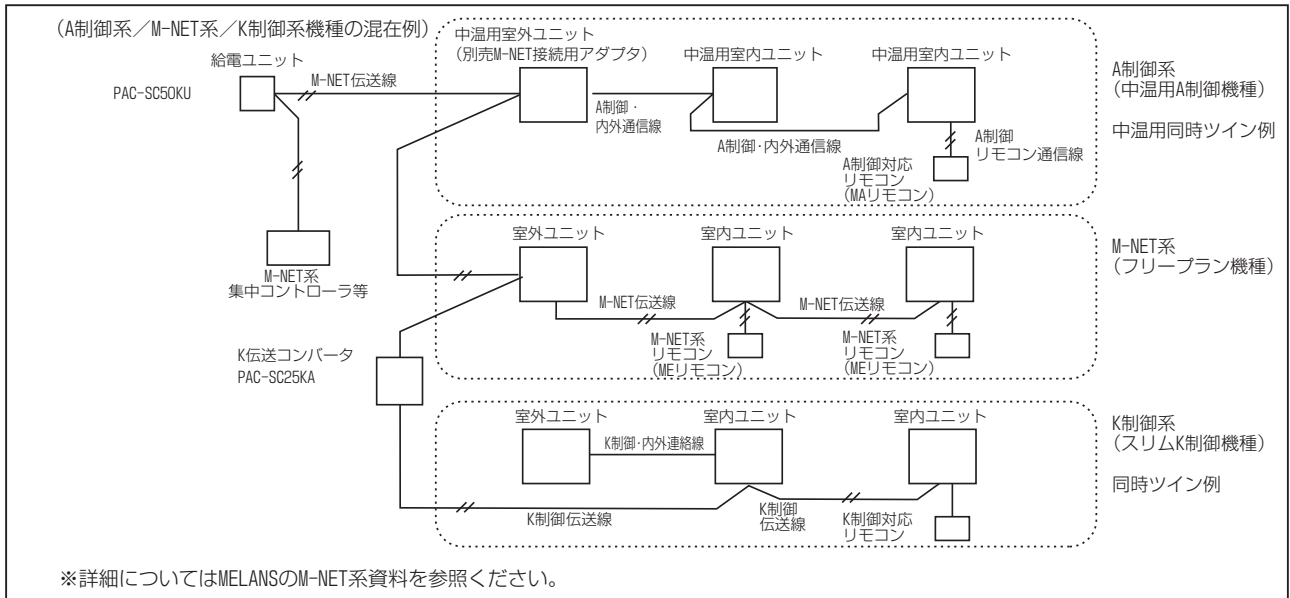 (A制御系／M-NET系／K制御系機種の混在例)
給電ユニット
PAC-SC50KU
M-NET伝送線
M-NET系
集中コントローラ等
中温用室外ユニット
(別売M-NET接続用アダプタ)
中温用室内ユニット
中温用室内ユニット
A制御・
内外通信線
A制御・内外通信線
A制御
リモコン通信線
A制御対応
リモコン
(MAリモコン)
A制御系
(中温用A制御機種)
中温用同時ツイン例
室外ユニット
室内ユニット
室内ユニット
M-NET伝送線
M-NET伝送線
M-NET系
リモコン
(MEリモコン)
M-NET系
リモコン
(MEリモコン)
M-NET系
(フリープラン機種)
K伝送コンバータ
PAC-SC25KA
室外ユニット
室内ユニット
室内ユニット
K制御・内外連絡線
K制御伝送線
K制御
伝送線
K制御対応
リモコン
K制御系
(スリムK制御機種)
同時ツイン例
※詳細についてはMELANSのM-NET系資料を参照ください。